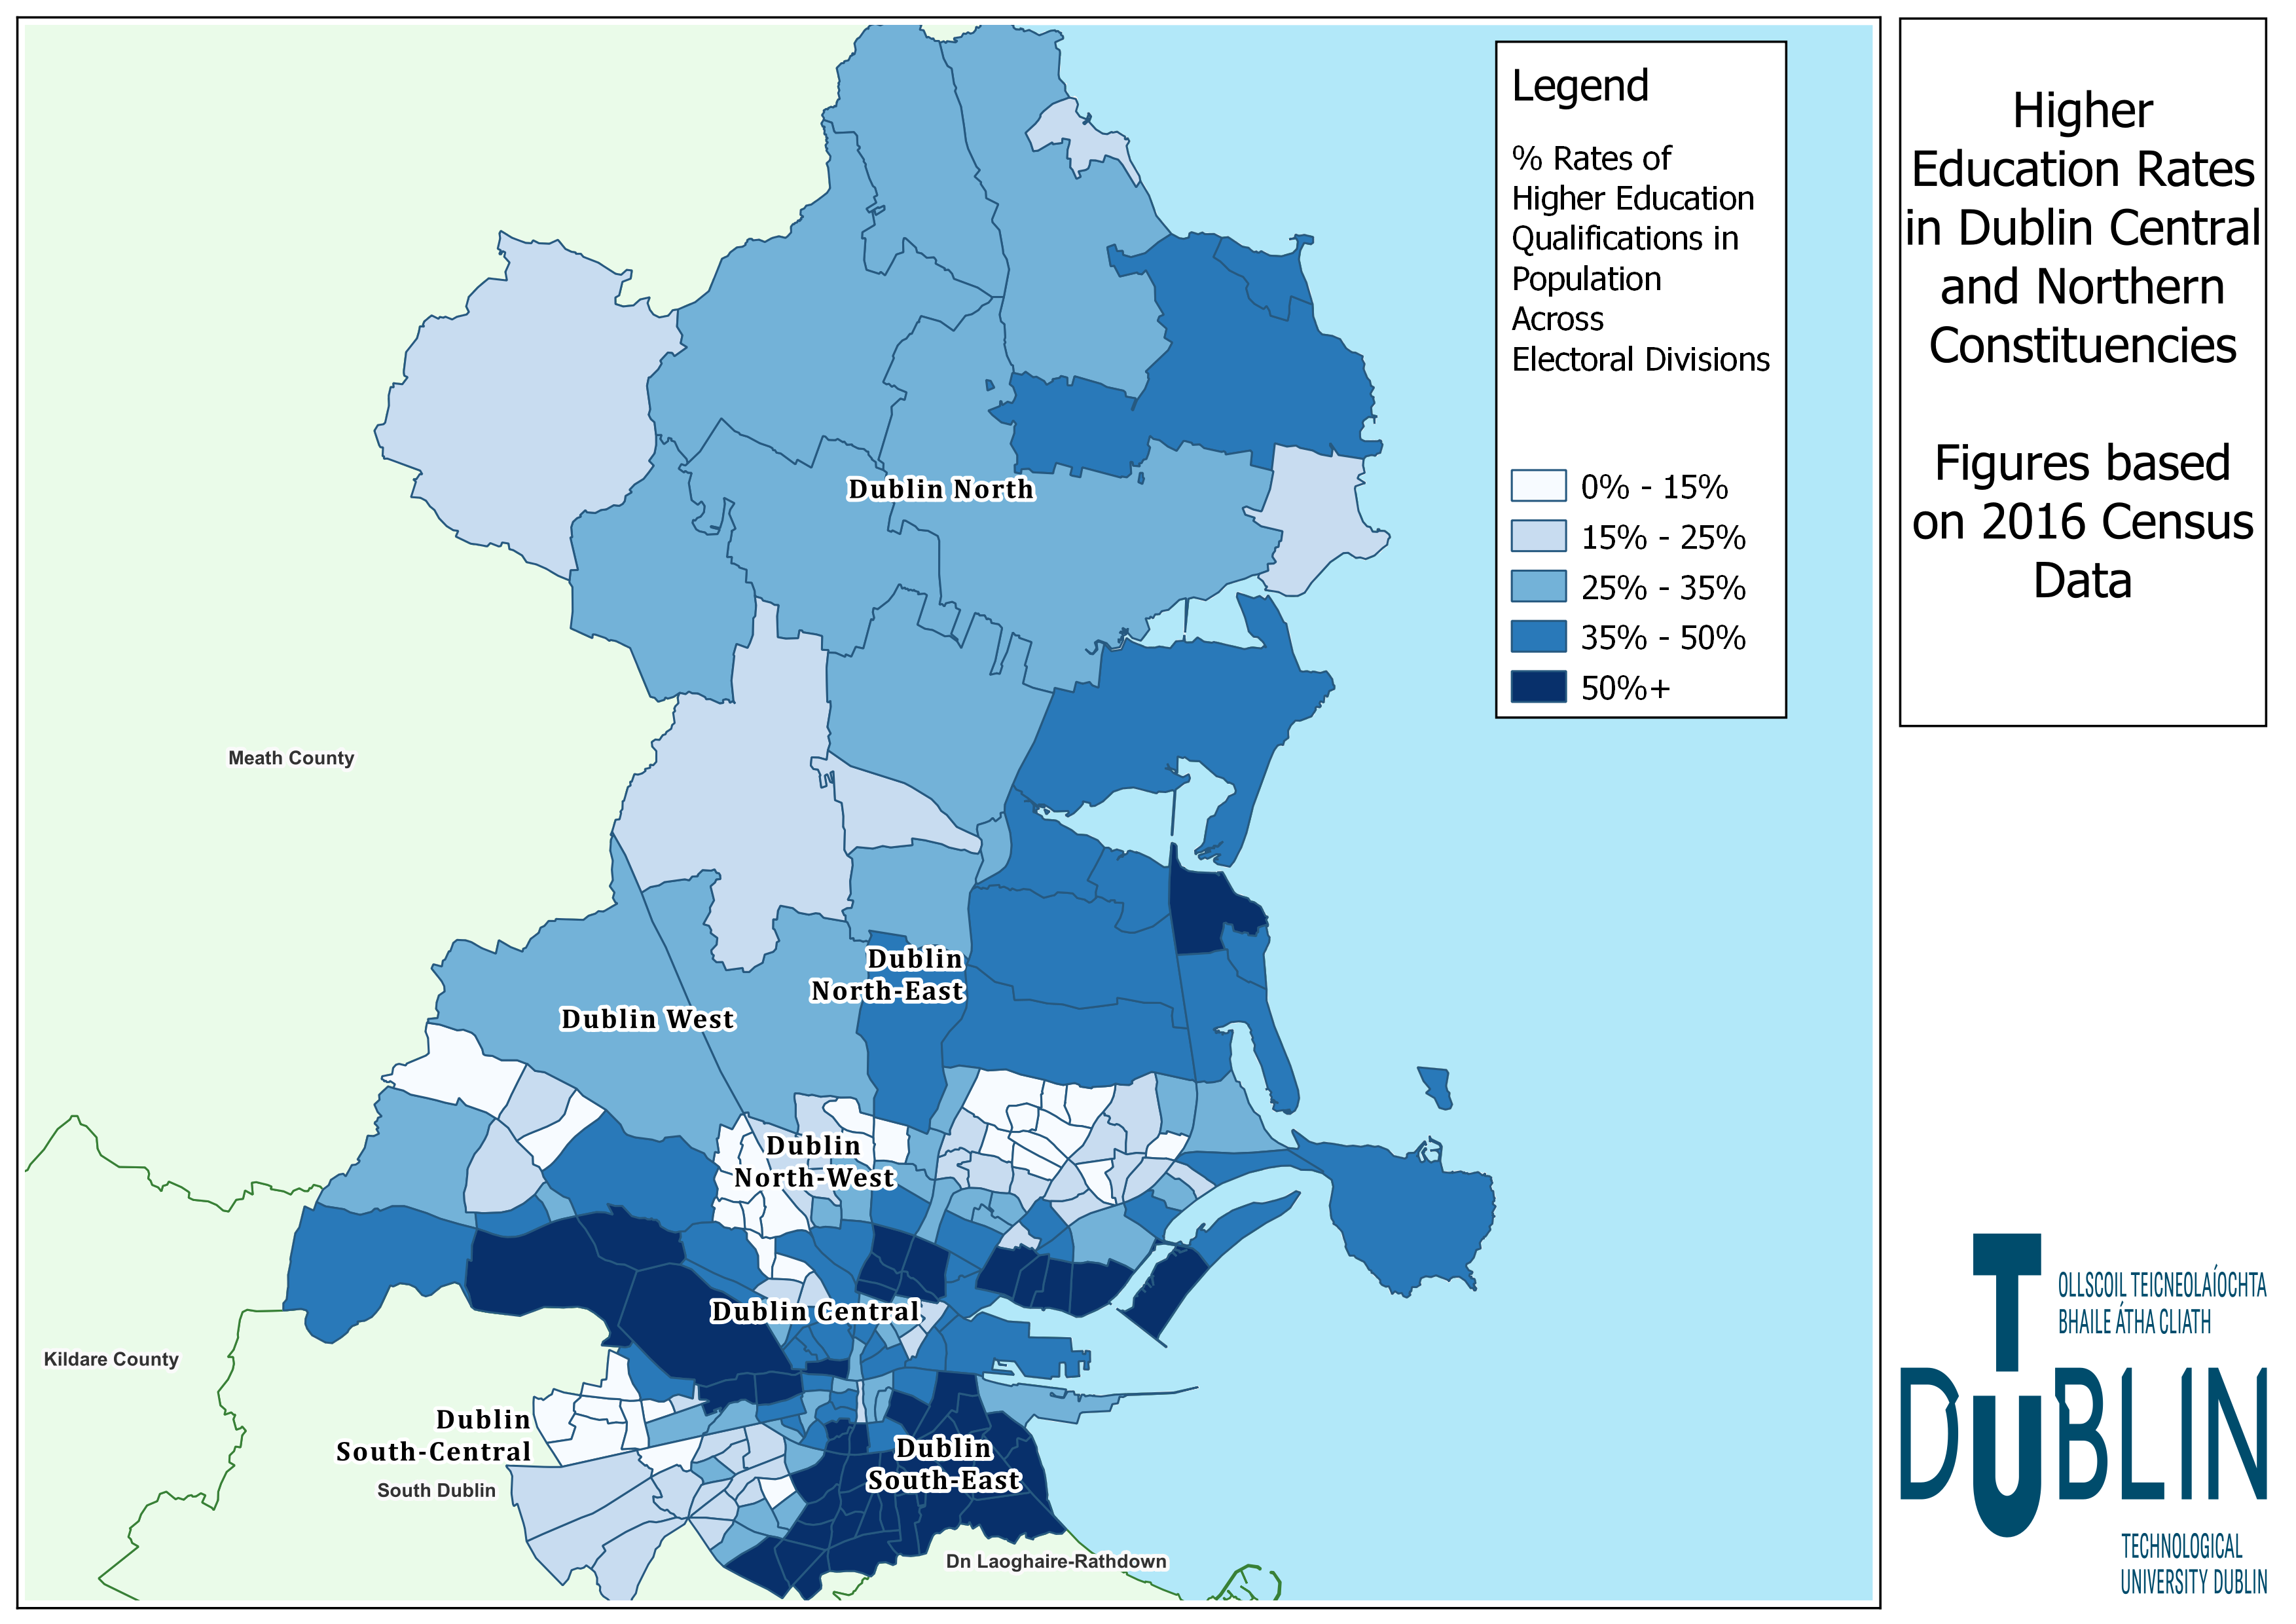 Higher
Education Rates
in Dublin Central
and Northern
Constituencies
Figures based
on 2016 Census
Data
Legend
% Rates of
Higher Education
Qualifications in
Population
Across
Electoral Divisions
0% - 15%
15% - 25%
25% - 35%
35% - 50%
50%+
Dublin North
Meath County
Dublin
North-East
Dublin West
Dublin
North-West
Dublin Central
Kildare County
Dublin
South-Central
South Dublin
Dublin
South-East
Dn Laoghaire-Rathdown
OLLSCOIL TEICNEOLAÍOCHTA
BHAILE ÁTHA CLIATH
TU
DUBLIN
TECHNOLOGICAL
UNIVERSITY DUBLIN